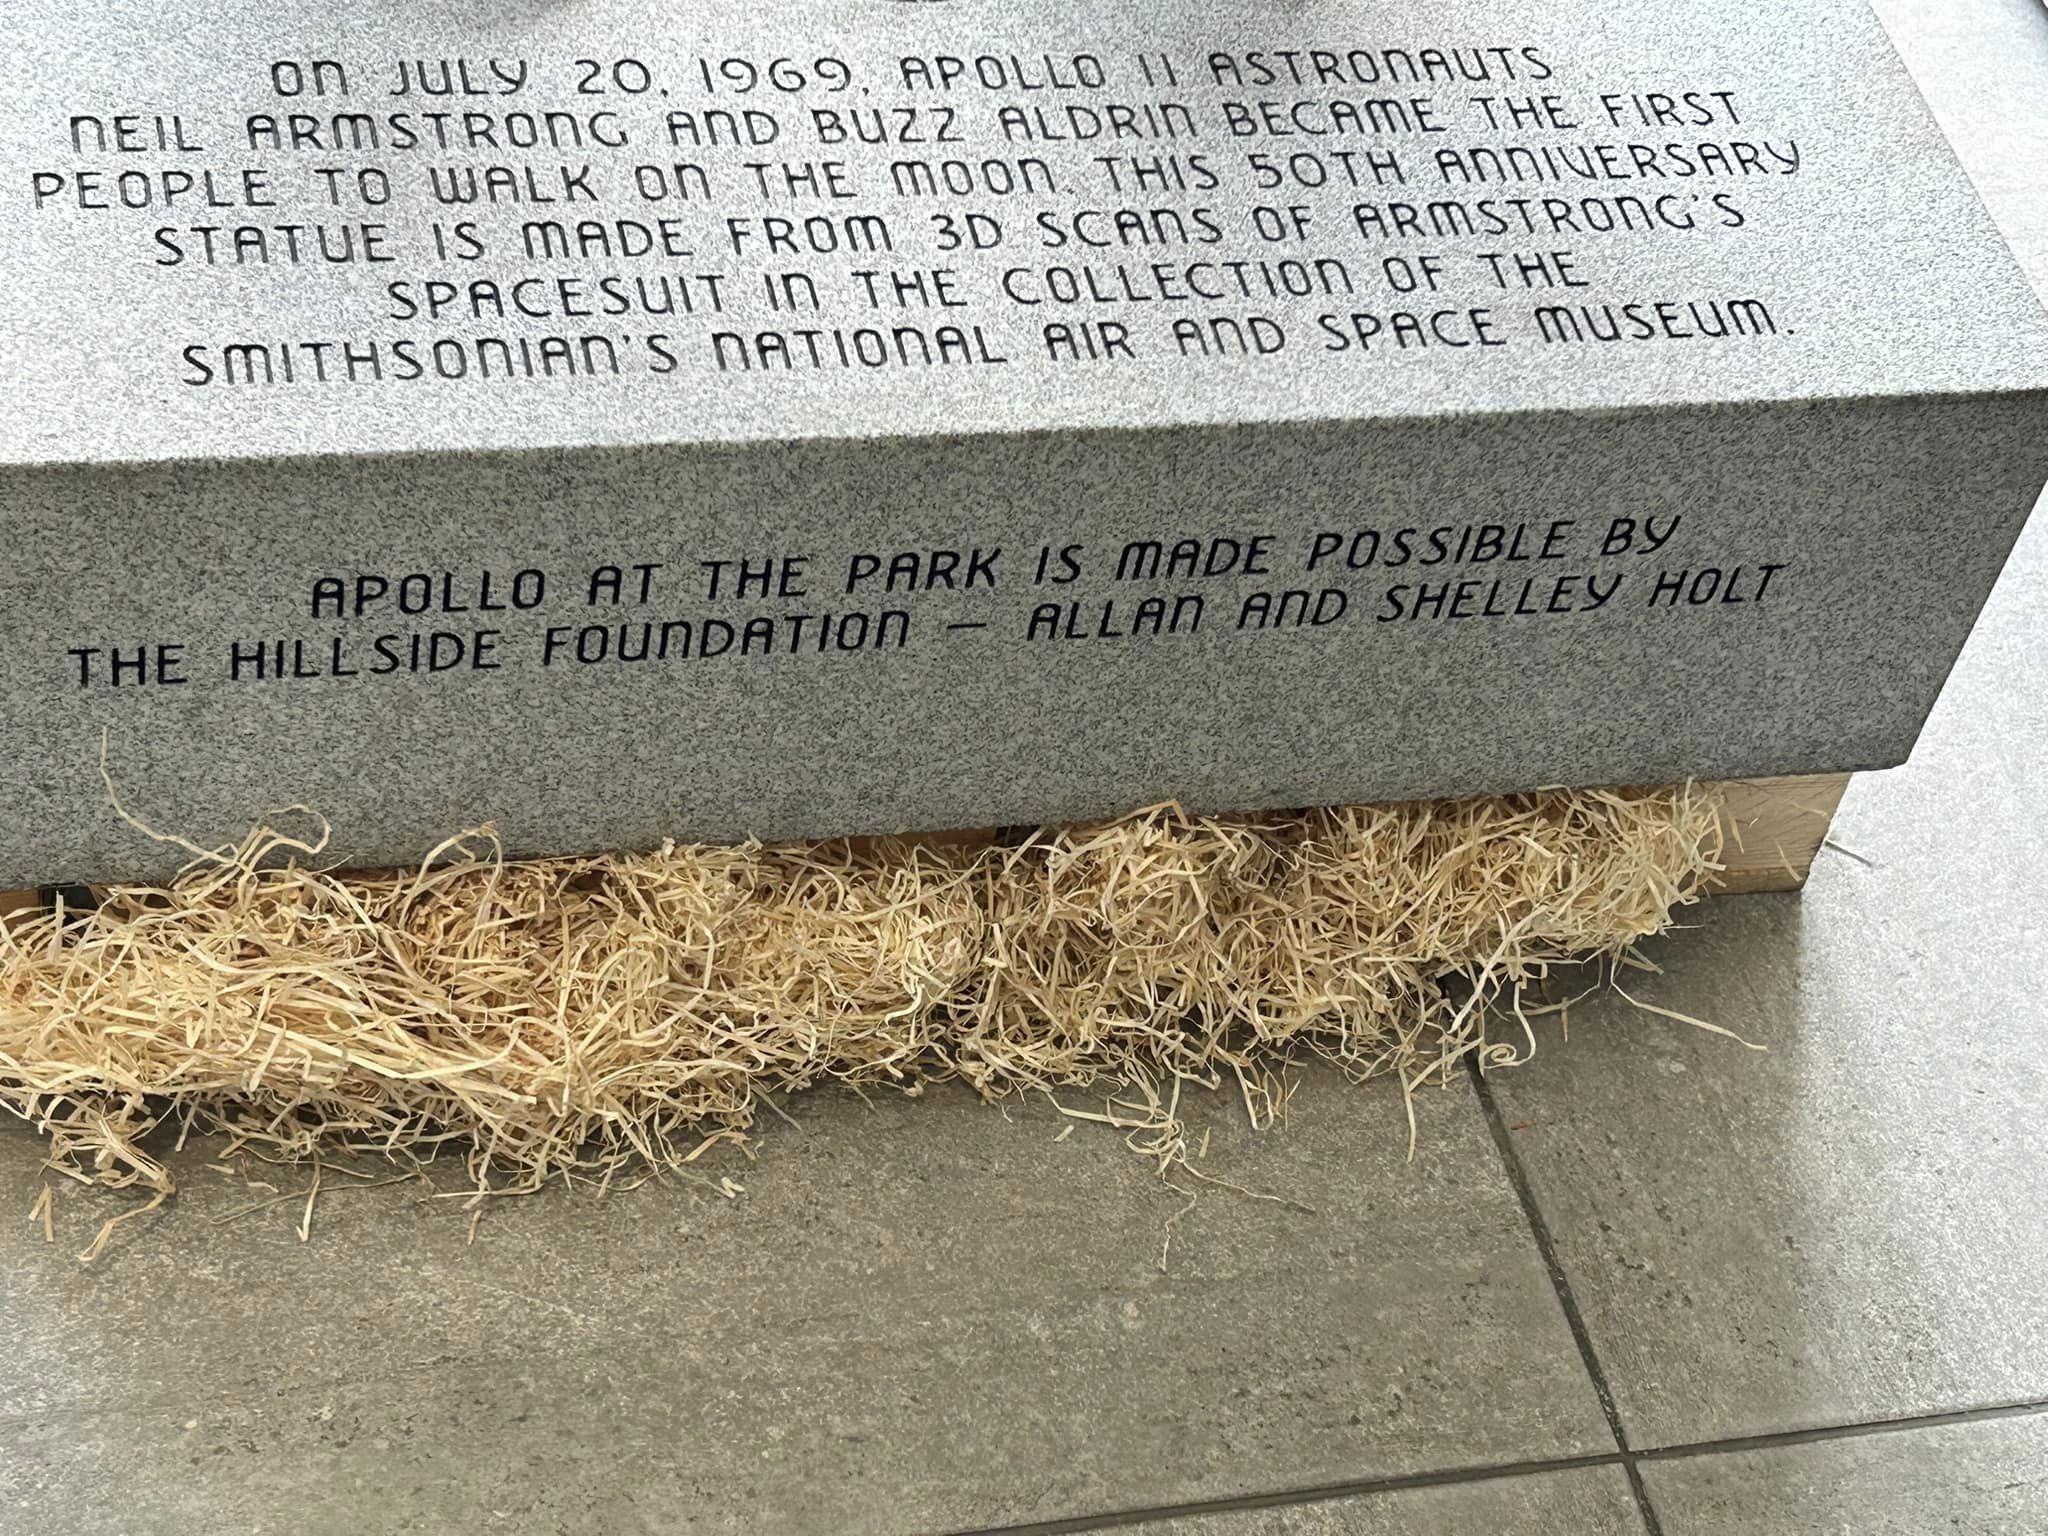 ON JULY 20, 1969, APOLLO 11 ASTRONAUTS
NEIL ARMSTRONG AND BUZZ ALDRIN BECAME THE FIRST
PEOPLE TO WALK ON THE MOON. THIS 50TH ANNIVERSARY
STATUE IS MADE FROM 3D SCANS OF ARMSTRONG'S
SPACESUIT IN THE COLLECTION OF THE
SMITHSONIAN'S NATIONAL AIR AND SPACE MUSEUM.
APOLLO AT THE PARK IS MADE POSSIBLE BY
THE HILLSIDE FOUNDATION – ALLAN AND SHELLEY HOLT